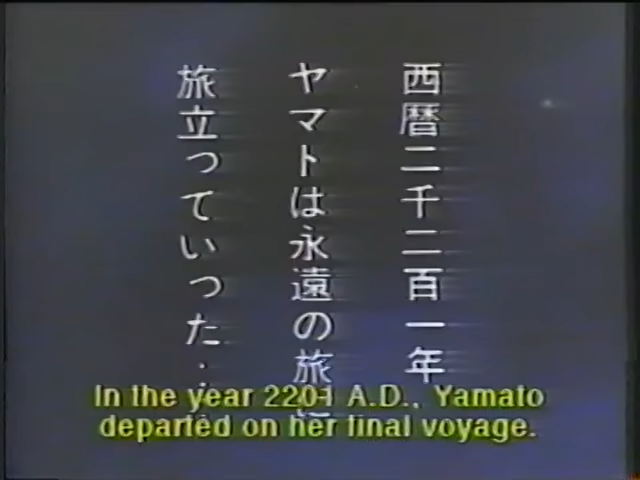 西暦二千二百一年
ヤマトは永遠の旅に
旅立っていった‥‥
In the year 2201 A.D., Yamato
departed on her final voyage.